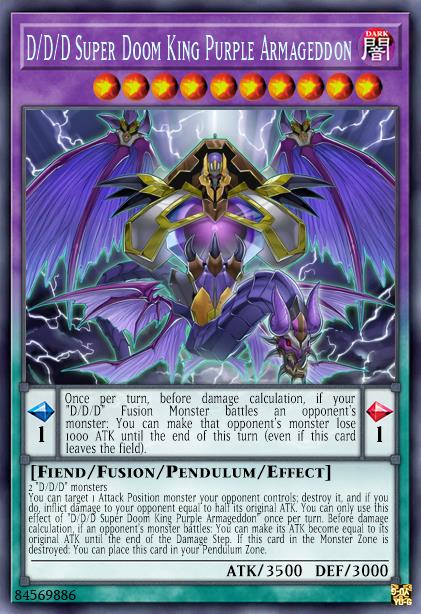 D/D/D Super Doom King Purple Armageddon
DARK
闇
Once per turn, before damage calculation, if your
"D/D/D" Fusion Monster battles an opponent's
monster: You can make that opponent's monster lose
1000 ATK until the end of this turn (even if this card
leaves the field).
1
1
[Fiend/Fusion/Pendulum/Effect]
2 "D/D/D" monsters
You can target 1 Attack Position monster your opponent controls; destroy it, and if you
do, inflict damage to your opponent equal to half its original ATK. You can only use this
effect of "D/D/D Super Doom King Purple Armageddon" once per turn. Before damage
calculation, if an opponent's monster battles: You can make its ATK become equal to its
original ATK until the end of the Damage Step. If this card in the Monster Zone is
destroyed: You can place this card in your Pendulum Zone.
ATK/3500 DEF/3000
84569886